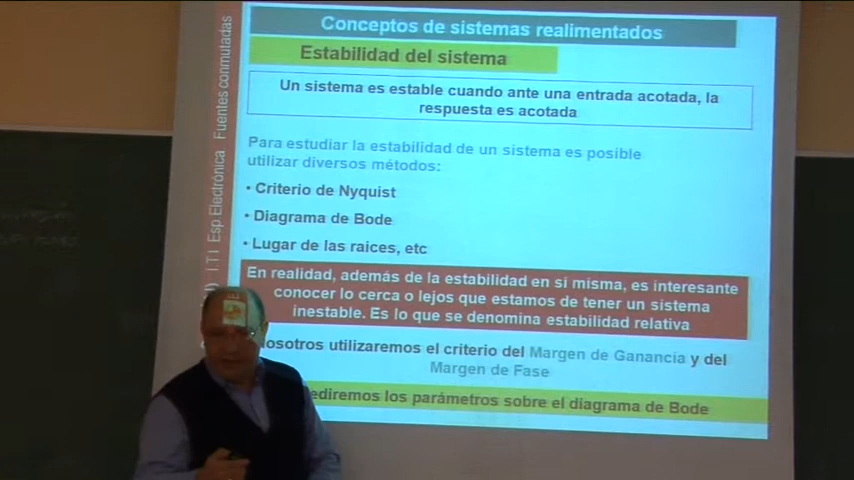 Conceptos de sistemas realimentados
Estabilidad del sistema
Un sistema es estable cuando ante una entrada acotada, la
respuesta es acotada
Para estudiar la estabilidad de un sistema es posible
utilizar diversos métodos:
• Criterio de Nyquist
• Diagrama de Bode
• Lugar de las raices, etc
En realidad, además de la estabilidad en si misma, es interesante
conocer lo cerca o lejos que estamos de tener un sistema
inestable. Es lo que se denomina estabilidad relativa
osotros utilizaremos el criterio del Margen de Ganancia y del
Margen de Fase
ediremos los parámetros sobre el diagrama de Bode
I.T.I Esp Electrónica Fuentes conmutadas